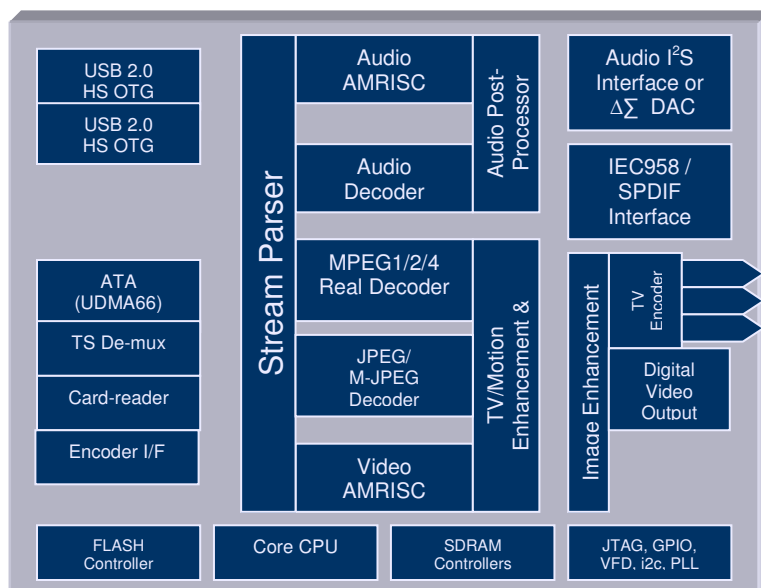 USB 2.0
HS OTG
USB 2.0
HS OTG
ATA
(UDMA66)
TS De-mux
Card-reader
Encoder I/F
Stream Parser
Audio
AMRISC
Audio
Decoder
MPEG1/2/4
Real Decoder
JPEG/
M-JPEG
Decoder
Video
AMRISC
Audio Post-
Processor
TV/Motion
Enhancement &
Audio I²S
Interface or
∆∑ DAC
IEC958 /
SPDIF
Interface
Image Enhancement
TV
Encoder
Digital
Video
Output
FLASH
Controller
Core CPU
SDRAM
Controllers
JTAG, GPIO,
VFD, i2c, PLL